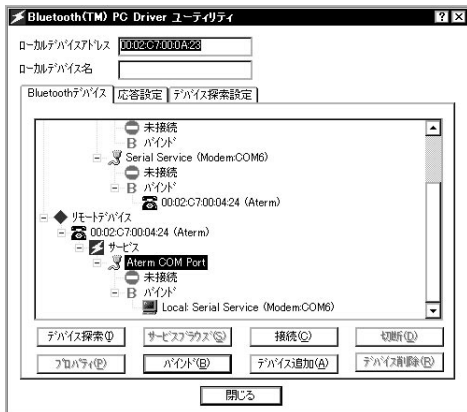 Bluetooth(TM) PC Driver ユーティリティ
ローカルデバイスアドレス 00:02:C7:00:0A:23
ローカルデバイス名
Bluetoothデバイス 応答設定 デバイス探索設定
未接続
B バインド
Serial Service (Modem:COM6)
未接続
B バインド
00:02:C7:00:04:24 (Aterm)
リモートデバイス
00:02:C7:00:04:24 (Aterm)
サービス
Aterm COM Port
未接続
B バインド
Local: Serial Service (Modem:COM6)
デバイス探索(I) サービスブラウズ(S) 接続(C) 切断(D)
プロパティ(P) バインド(B) デバイス追加(A) デバイス削除(R)
閉じる